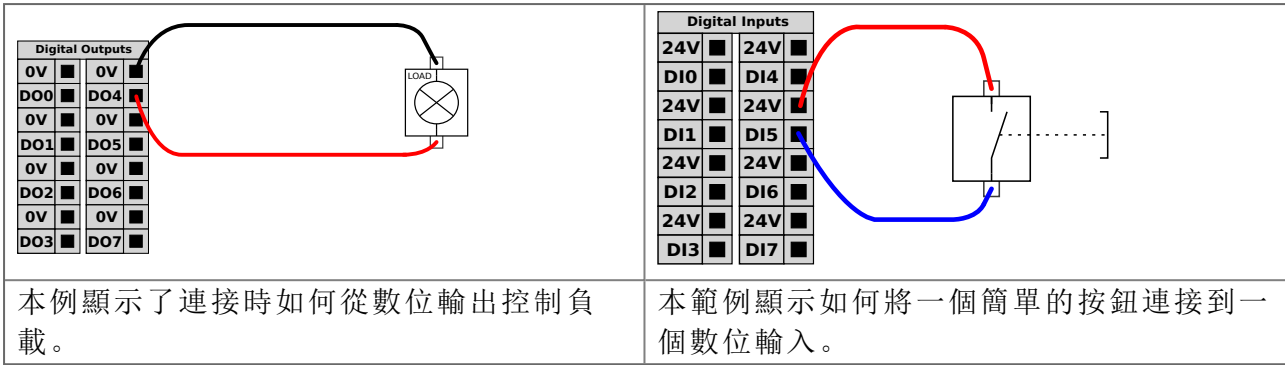 Digital Outputs
0V 0V
DO0 DO4
0V 0V
DO1 DO5
0V 0V
DO2 DO6
0V 0V
DO3 DO7
LOAD
Digital Inputs
24V 24V
DI0 DI4
24V 24V
DI1 DI5
24V 24V
DI2 DI6
24V 24V
DI3 DI7
本例顯示了連接時如何從數位輸出控制負
載。
本範例顯示如何將一個簡單的按鈕連接到一
個數位輸入。